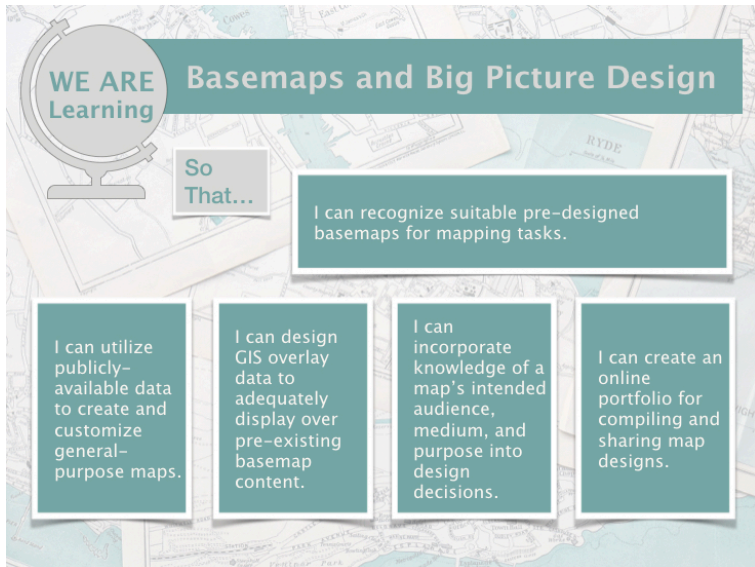 WE ARE
Learning
Basemaps and Big Picture Design
So
That...
I can recognize suitable pre-designed
basemaps for mapping tasks.
I can utilize
publicly-
available data
to create and
customize
general-
purpose maps.
I can design
GIS overlay
data to
adequately
display over
pre-existing
basemap
content.
I can
incorporate
knowledge of a
map's intended
audience,
medium, and
purpose into
design
decisions.
I can create an
online
portfolio for
compiling and
sharing map
designs.
RYDE
Cowes